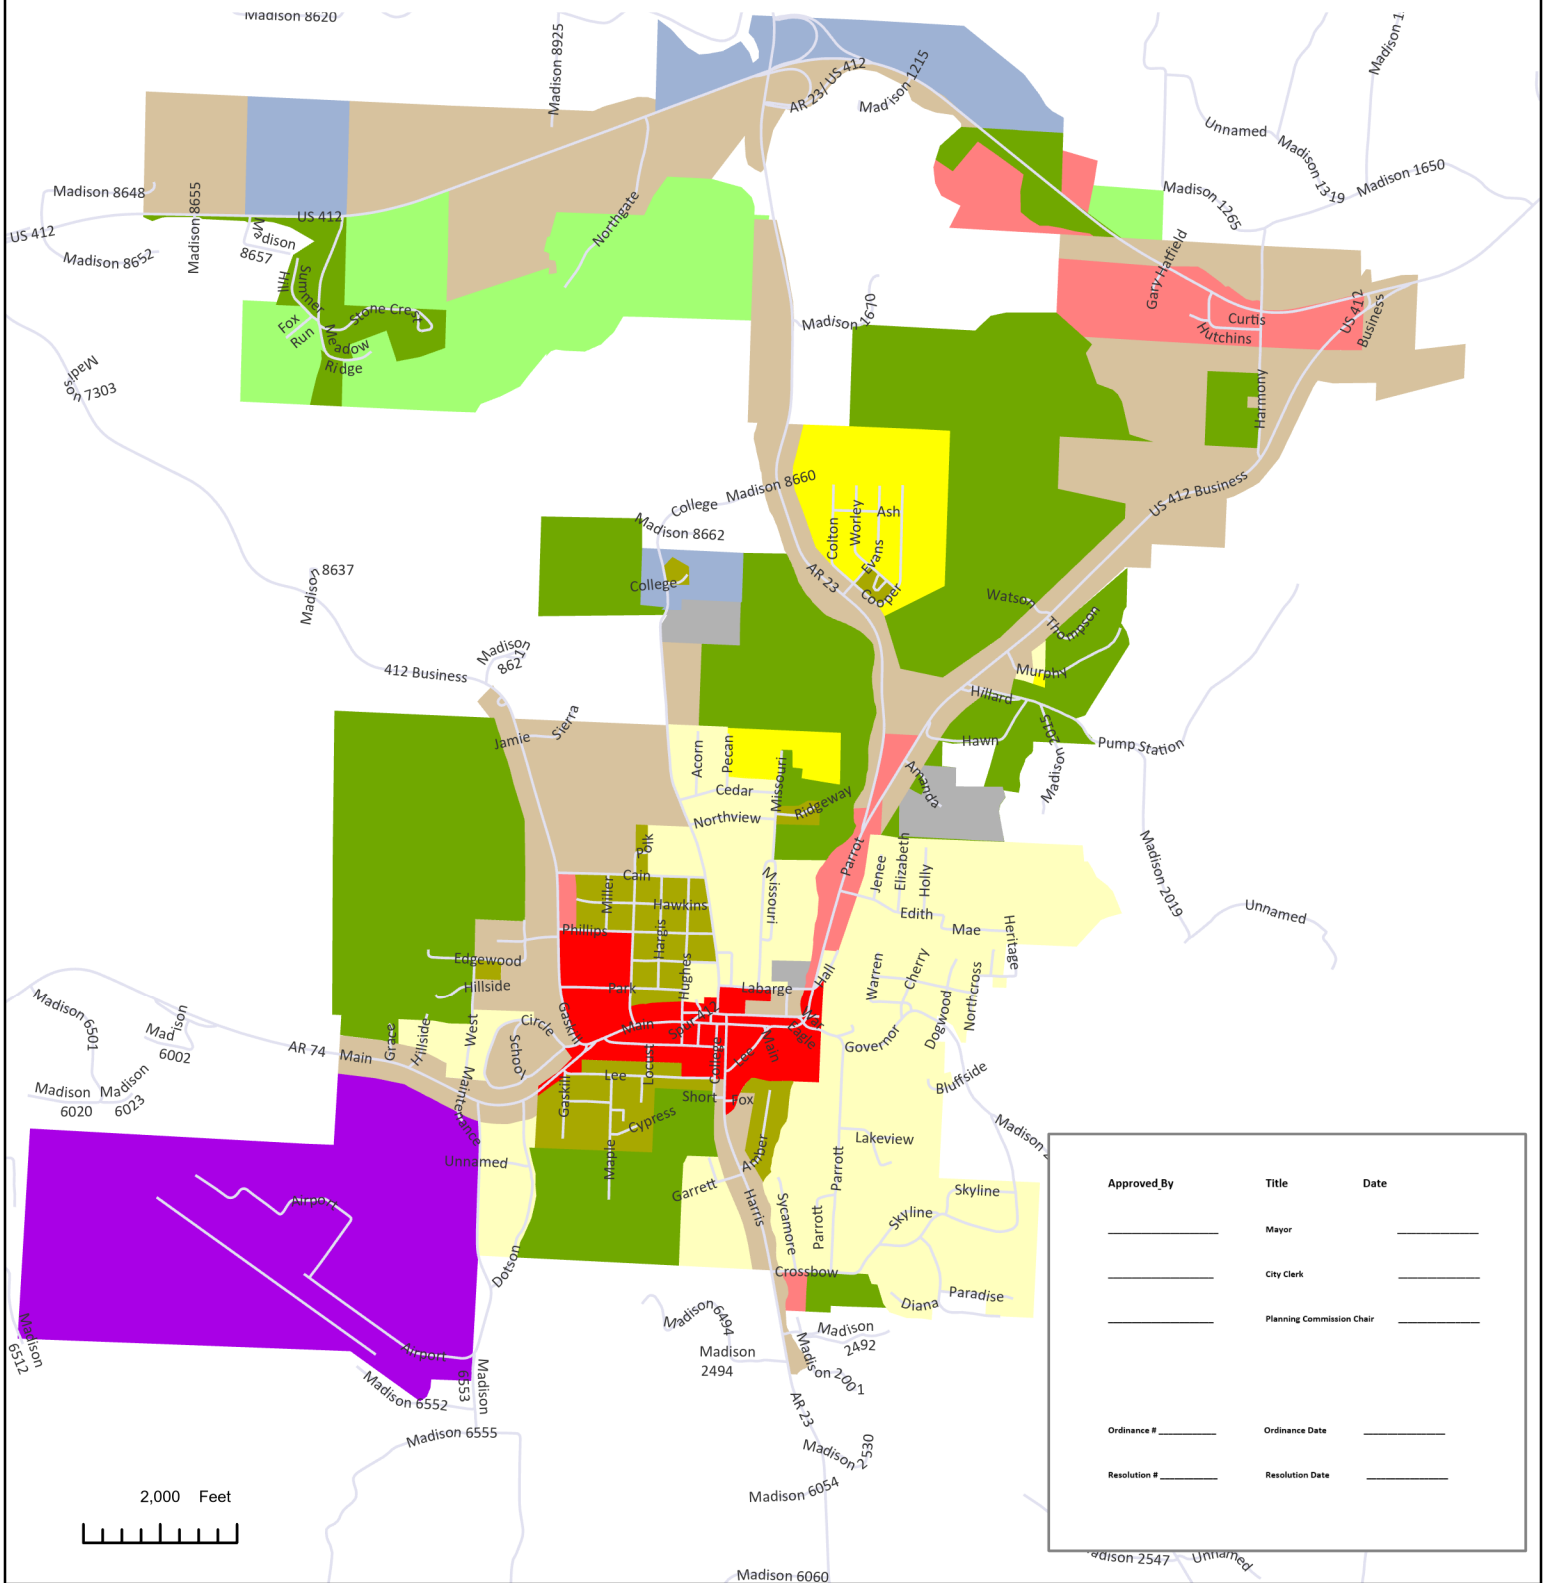 Madison 8620
Madison 8925
AR 23/ US 412
Madison 1215
Unnamed
Madison 1319
Madison 1650
Madison 1265
Madison 8648
Madison 8655
US 412
US 412
Madison
8657
Madison 8652
Northgate
Gary Hatfield
Hill
Summer
Fox
Run
Stone Crest
Meadow
Ridge
Madison 1670
Curtis
Hutchins
US 412
Business
Madison 7303
Harmony
College
Madison 8660
Madison 8662
US 412 Business
Colton
Worley
Ash
Evans
Cooper
AR 23
College
Madison 8637
Watson
Thompson
Murphy
Madison
8621
412 Business
Hillard
Hawn
Madison 2015
Pump Station
Jamie
Sierra
Acorn
Pecan
Missouri
Cedar
Northview
Ridgeway
Amanda
Polk
Cain
Miller
Hawkins
Missouri
Parrot
Jenee
Elizabeth
Holly
Edith
Mae
Heritage
Madison 2019
Unnamed
Phillips
Hargis
Edgewood
Hillside
Hughes
Park
Labarge
Hall
Warren
Cherry
Dogwood
Northcross
Madison 6501
Madison
6002
AR 74
Main
Grace
Hillside
West
Circle
School
Gaskill
Main
Spur 412
War
Eagle
Main
Governor
Madison
6020
Madison
6023
Maintenance
Lee
Locust
College
Lee
Gaskill
Short
Fox
Cypress
Maple
Amber
Bluffside
Madison 2
Lakeview
Unnamed
Garrett
Harris
Sycamore
Parrott
Parrott
Skyline
Skyline
Airport
Dotson
Crossbow
Diana
Paradise
Madison
6512
Airport
Madison
6553
Madison 6552
Madison 6555
Madison 6494
Madison
2494
Madison
2492
Madison 2001
AR 23
Madison 2530
Madison 6054
Madison 6060
Unnamed
2,000 Feet
Approved By Title Date
Mayor
City Clerk
Planning Commission Chair
Ordinance # Ordinance Date
Resolution # Resolution Date